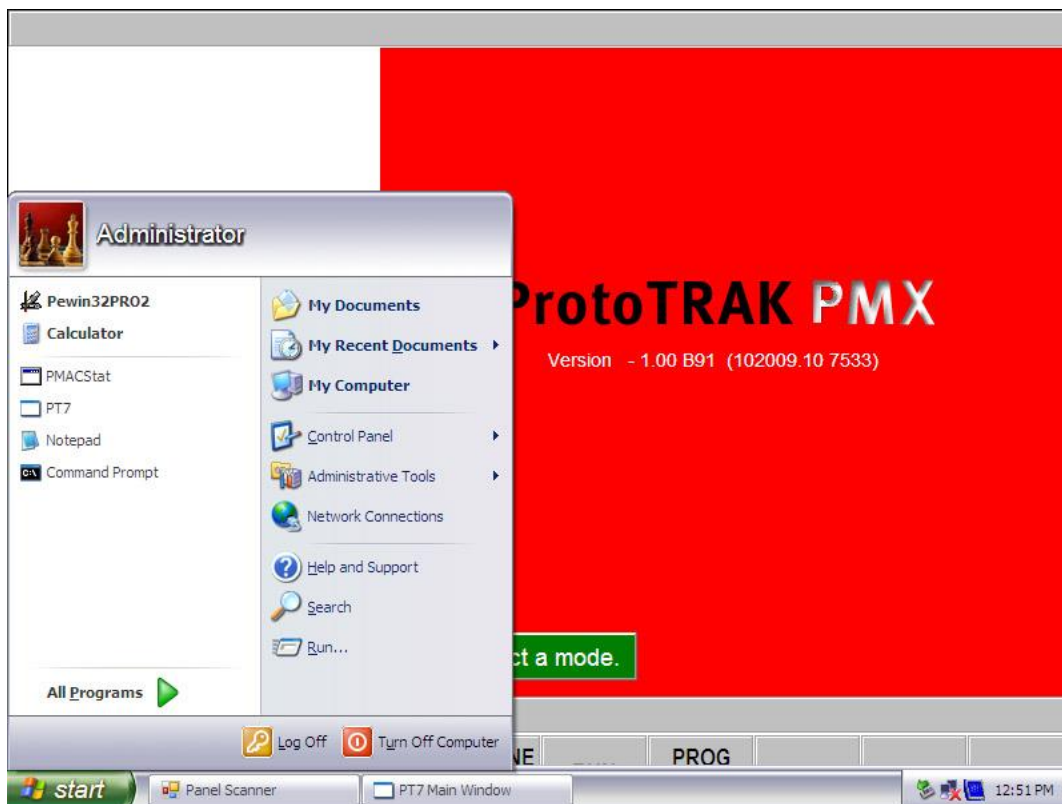 Administrator
Pewin32PRO2
Calculator
PMACStat
PT7
Notepad
Command Prompt
All Programs
My Documents
My Recent Documents
My Computer
Control Panel
Administrative Tools
Network Connections
Help and Support
Search
Run...
Log Off
Turn Off Computer
ProtoTRAK PMX
Version - 1.00 B91 (102009.10 7533)
ct a mode.
NE
PROG
start
Panel Scanner
PT7 Main Window
12:51 PM